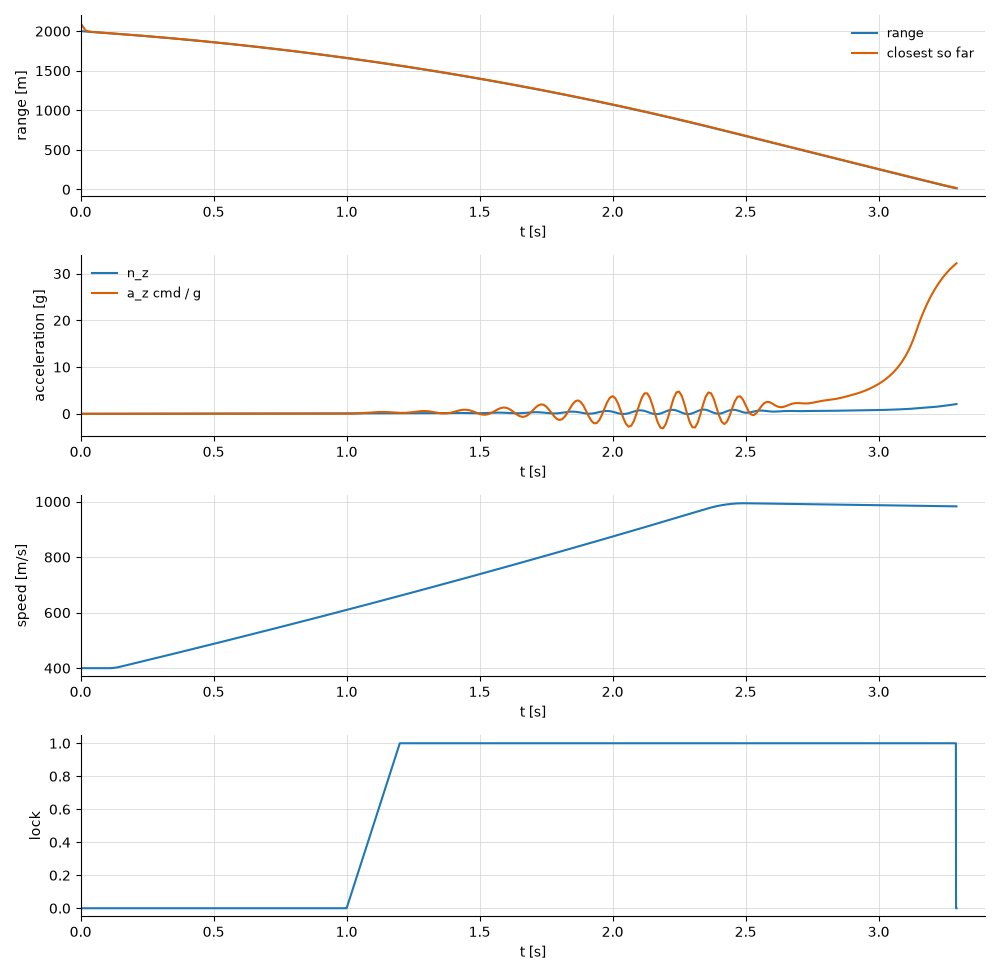 2000
1500
1000
500
0
range [m]
range
closest so far
0.0 0.5 1.0 1.5 2.0 2.5 3.0
t [s]
30
20
10
0
acceleration [g]
n_z
a_z cmd / g
0.0 0.5 1.0 1.5 2.0 2.5 3.0
t [s]
1000
800
600
400
speed [m/s]
0.0 0.5 1.0 1.5 2.0 2.5 3.0
t [s]
1.0
0.8
0.6
0.4
0.2
0.0
lock
0.0 0.5 1.0 1.5 2.0 2.5 3.0
t [s]